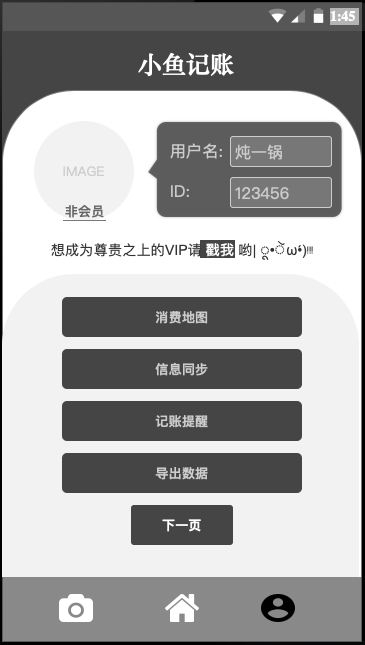 1:45
小鱼记账
IMAGE
非会员
用户名: 炖一锅
ID: 123456
想成为尊贵之上的VIP请 戳我 哟| ૂ•ੋω•́)!!!
消费地图
信息同步
记账提醒
导出数据
下一页